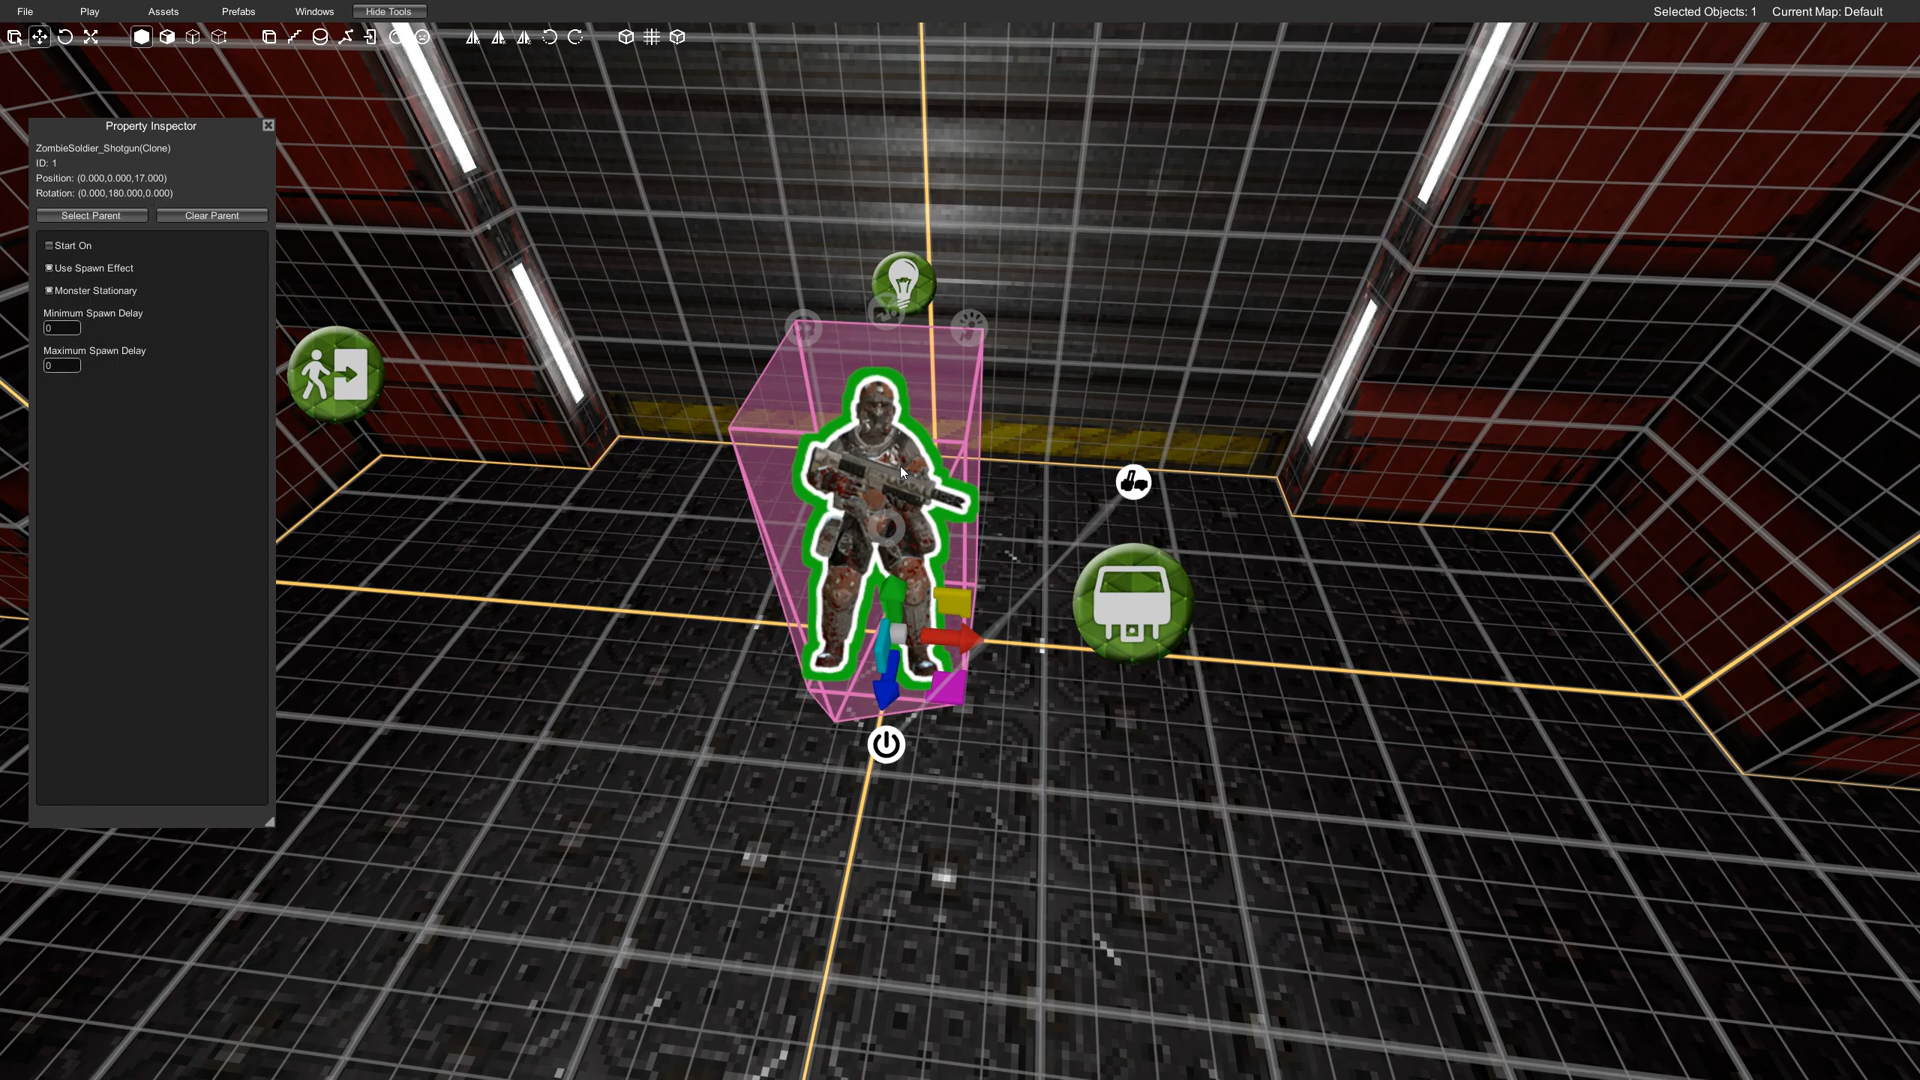 File Play Assets Prefabs Windows Hide Tools Selected Objects: 1 Current Map: Default
Property Inspector
ZombieSoldier_Shotgun(Clone)
ID: 1
Position: (0.000,0.000,17.000)
Rotation: (0.000,180.000,0.000)
Select Parent Clear Parent
Start On
Use Spawn Effect
Monster Stationary
Minimum Spawn Delay
0
Maximum Spawn Delay
0